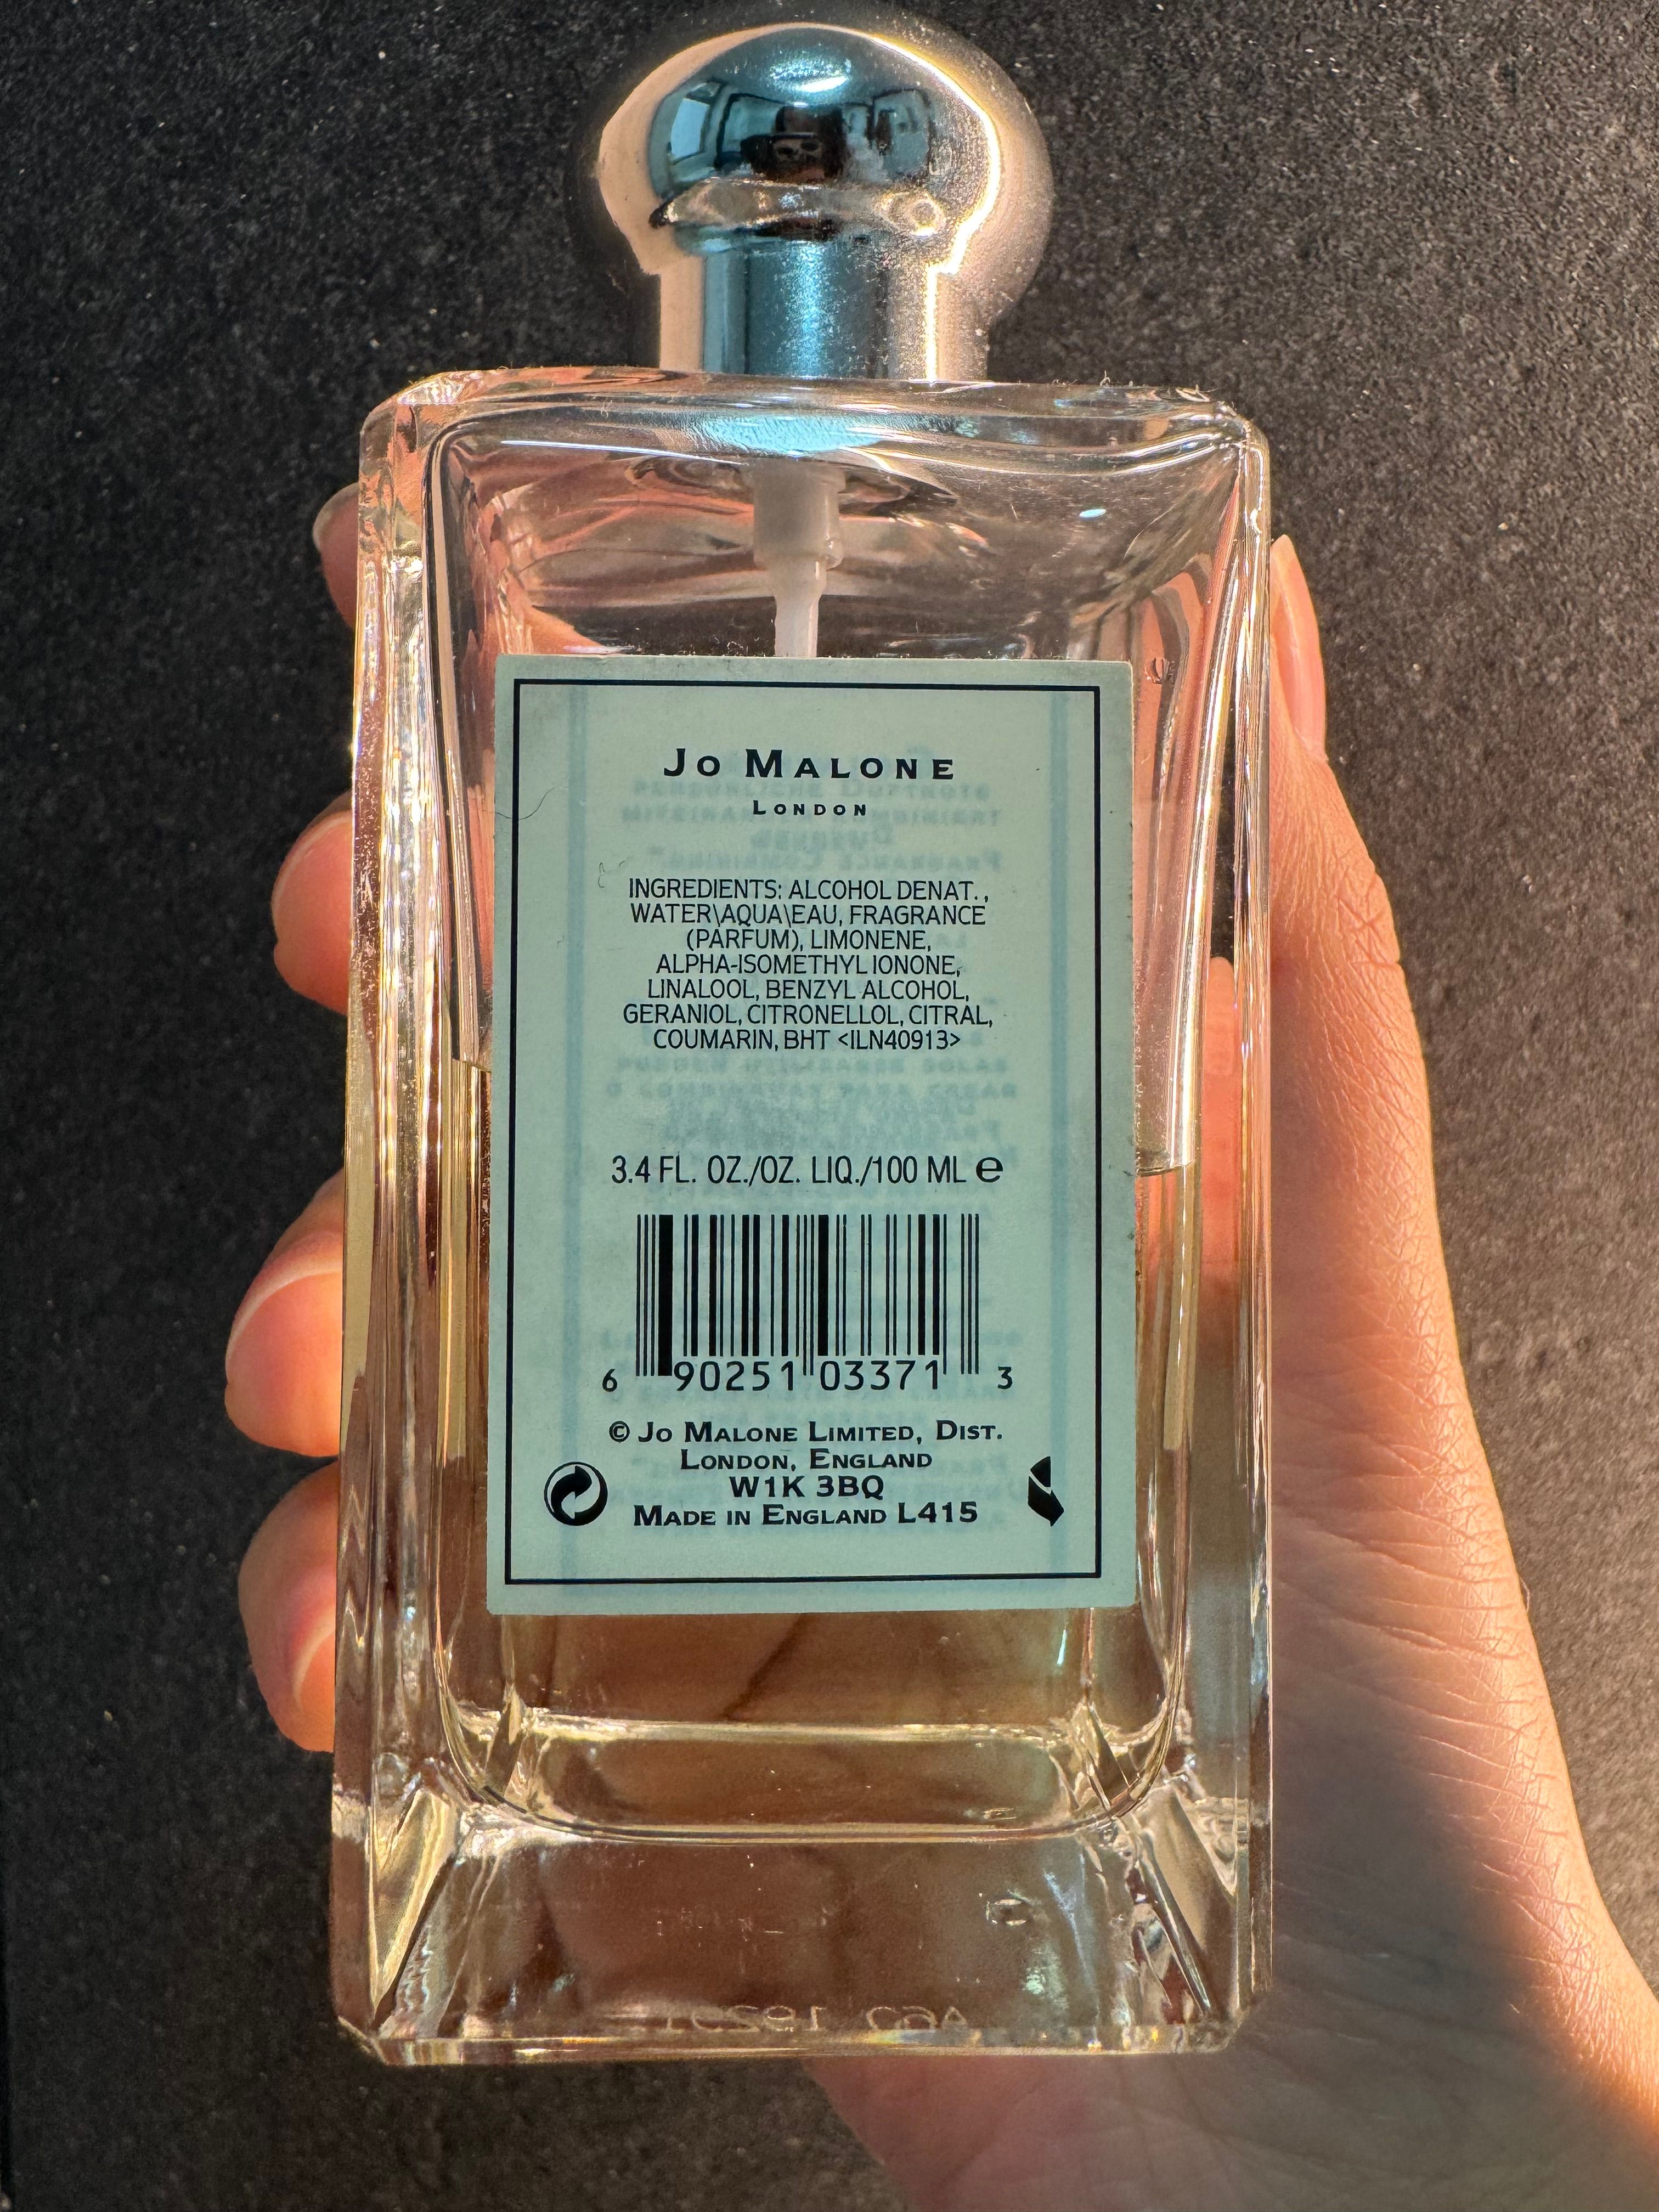 JO MALONE
LONDON
INGREDIENTS: ALCOHOL DENAT.,
WATER\AQUA\EAU, FRAGRANCE
(PARFUM), LIMONENE,
ALPHA-ISOMETHYL IONONE,
LINALOOL, BENZYL ALCOHOL,
GERANIOL, CITRONELLOL, CITRAL,
COUMARIN, BHT <ILN40913>
3.4 FL. OZ./OZ. LIQ./100 ML e
6 90251 03371 3
© JO MALONE LIMITED, DIST.
LONDON, ENGLAND
W1K 3BQ
MADE IN ENGLAND L415